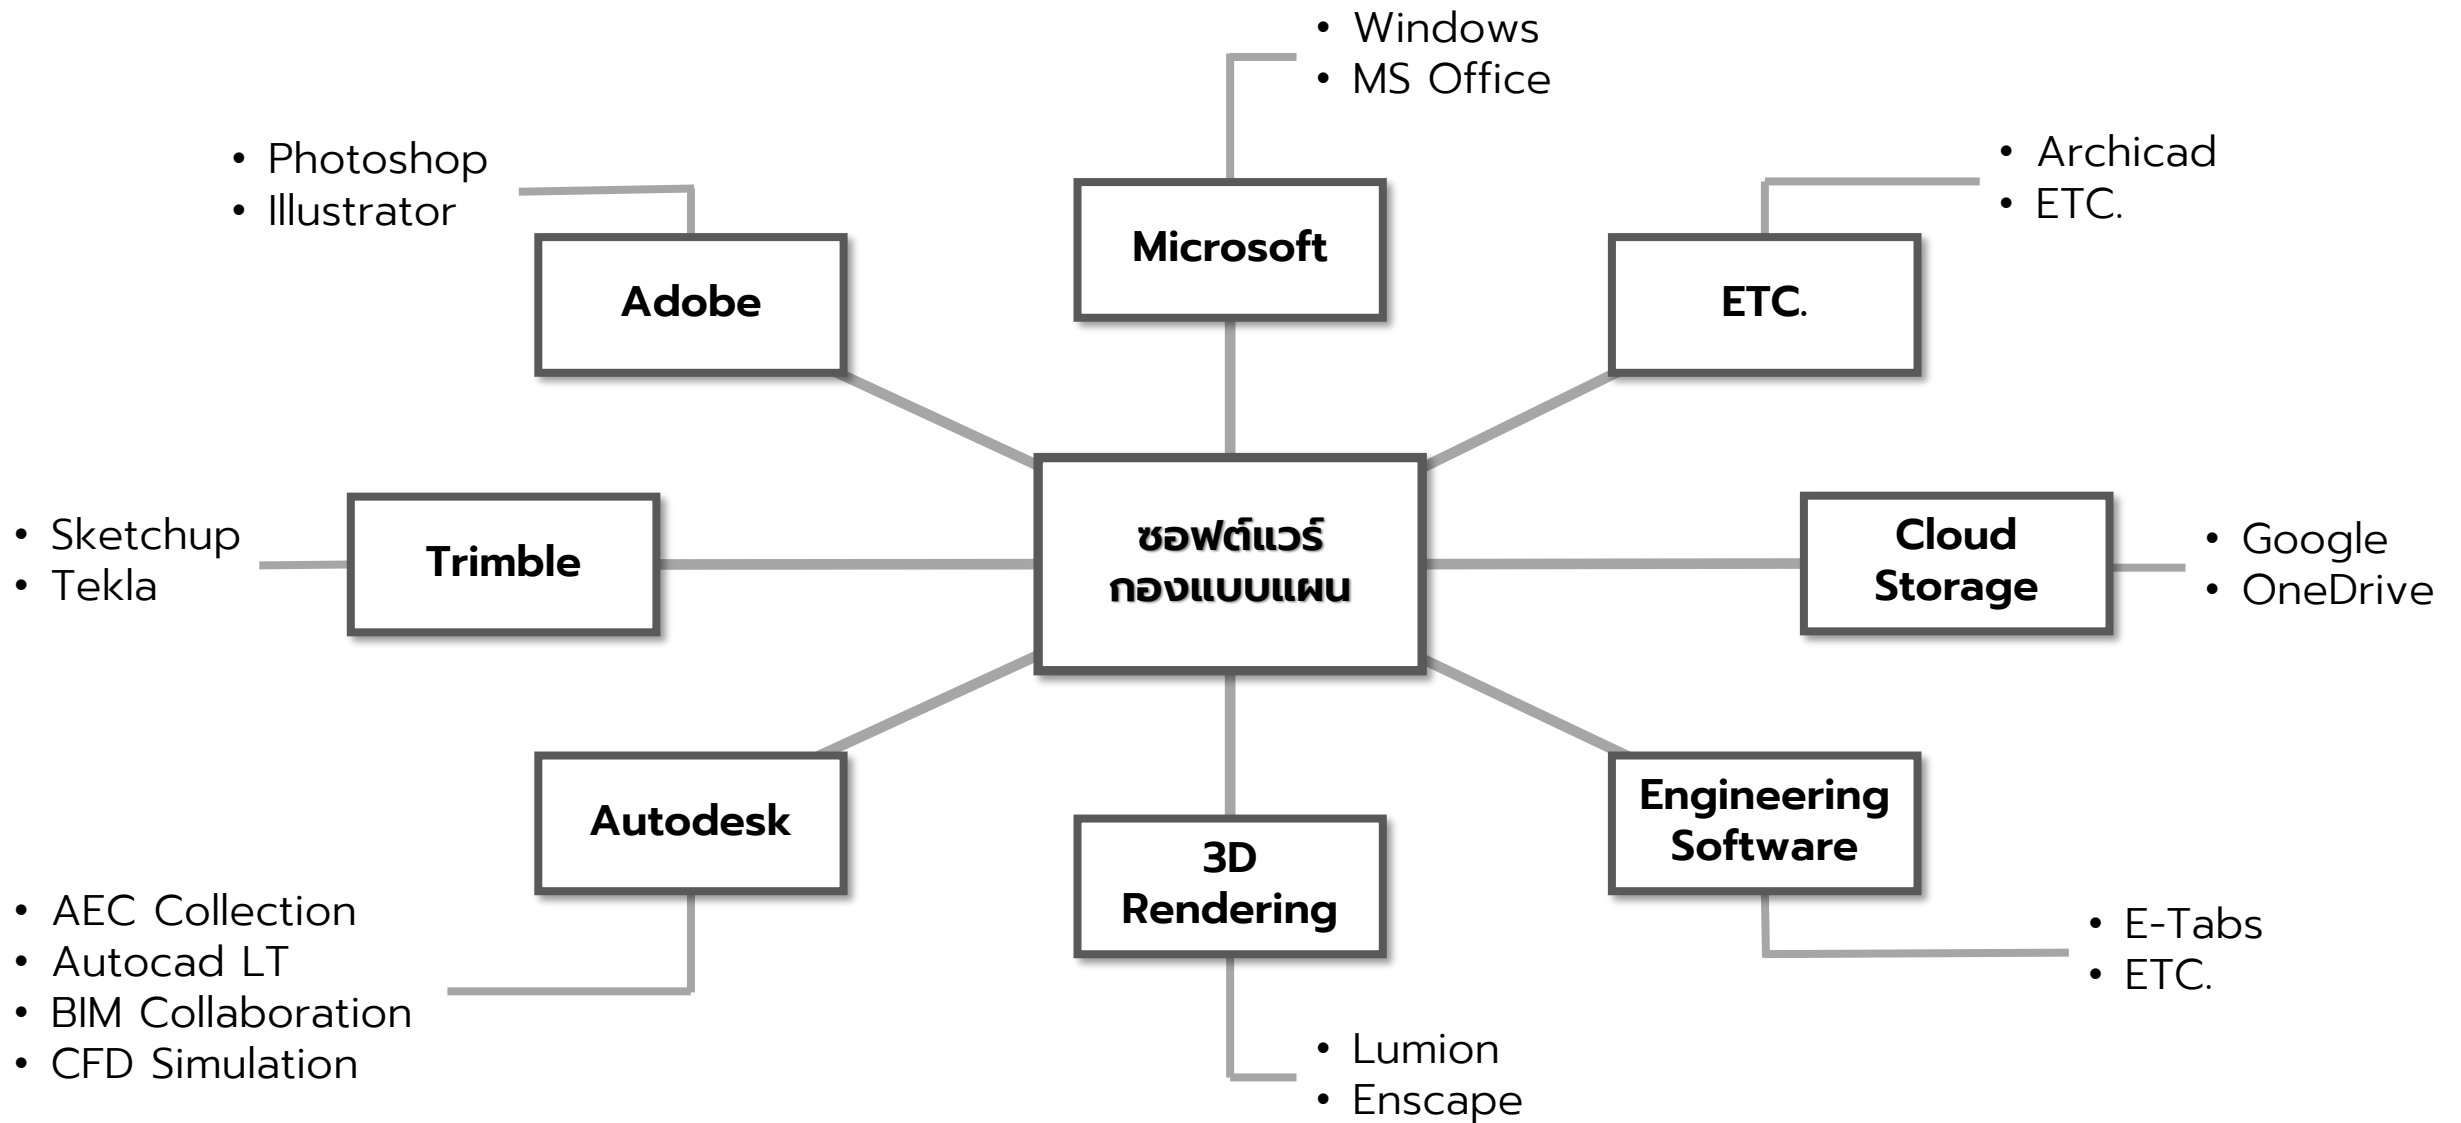 • Windows
• MS Office
Microsoft
• Photoshop
• Illustrator
Adobe
• Archicad
• ETC.
ETC.
• Sketchup
• Tekla
Trimble
ซอฟต์แวร์
กองแบบแผน
Cloud
Storage
• Google
• OneDrive
Autodesk
• AEC Collection
• Autocad LT
• BIM Collaboration
• CFD Simulation
3D
Rendering
• Lumion
• Enscape
Engineering
Software
• E-Tabs
• ETC.